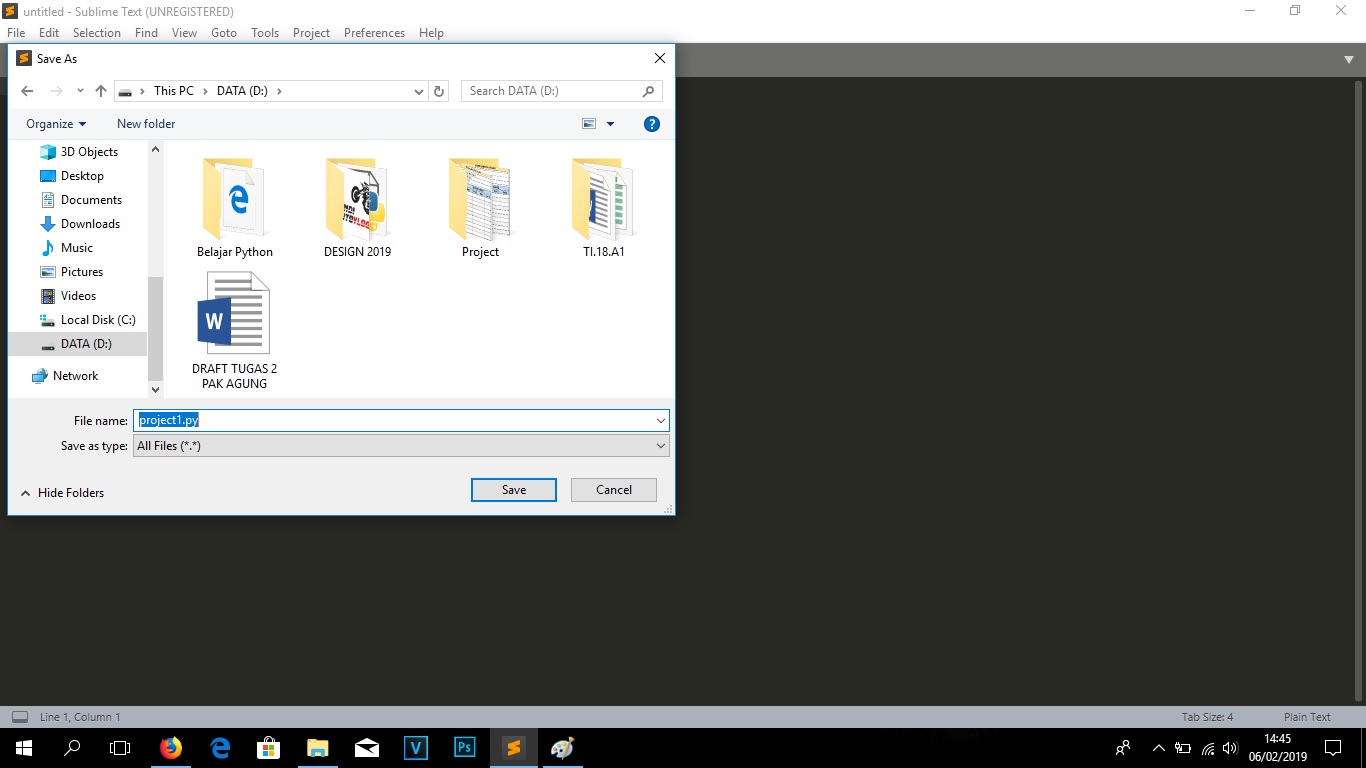 untitled - Sublime Text (UNREGISTERED)
File Edit Selection Find View Goto Tools Project Preferences Help
Save As
This PC > DATA (D:) >
Search DATA (D:)
Organize
New folder
3D Objects
Desktop
Documents
Downloads
Music
Pictures
Videos
Local Disk (C:)
DATA (D:)
Network
Belajar Python
DESIGN 2019
Project
TI.18.A1
DRAFT TUGAS 2
PAK AGUNG
File name: project1.py
Save as type: All Files (*.*)
Hide Folders
Save
Cancel
Line 1, Column 1
Tab Size: 4
Plain Text
14:45
06/02/2019